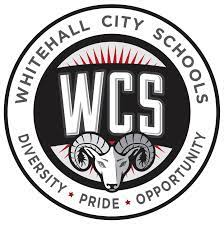 WHITEHALL CITY SCHOOLS
WCS
DIVERSITY ★ PRIDE ★ OPPORTUNITY